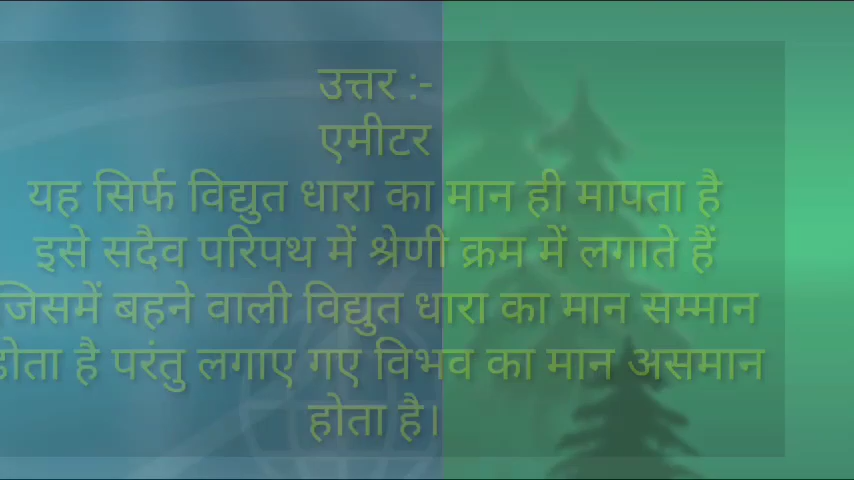 उत्तर :-
एमीटर
यह सिर्फ विद्युत धारा का मान ही मापता है
इसे सदैव परिपथ में श्रेणी क्रम में लगाते हैं
जिसमें बहने वाली विद्युत धारा का मान सम्मान
होता है परंतु लगाए गए विभव का मान असमान
होता है।